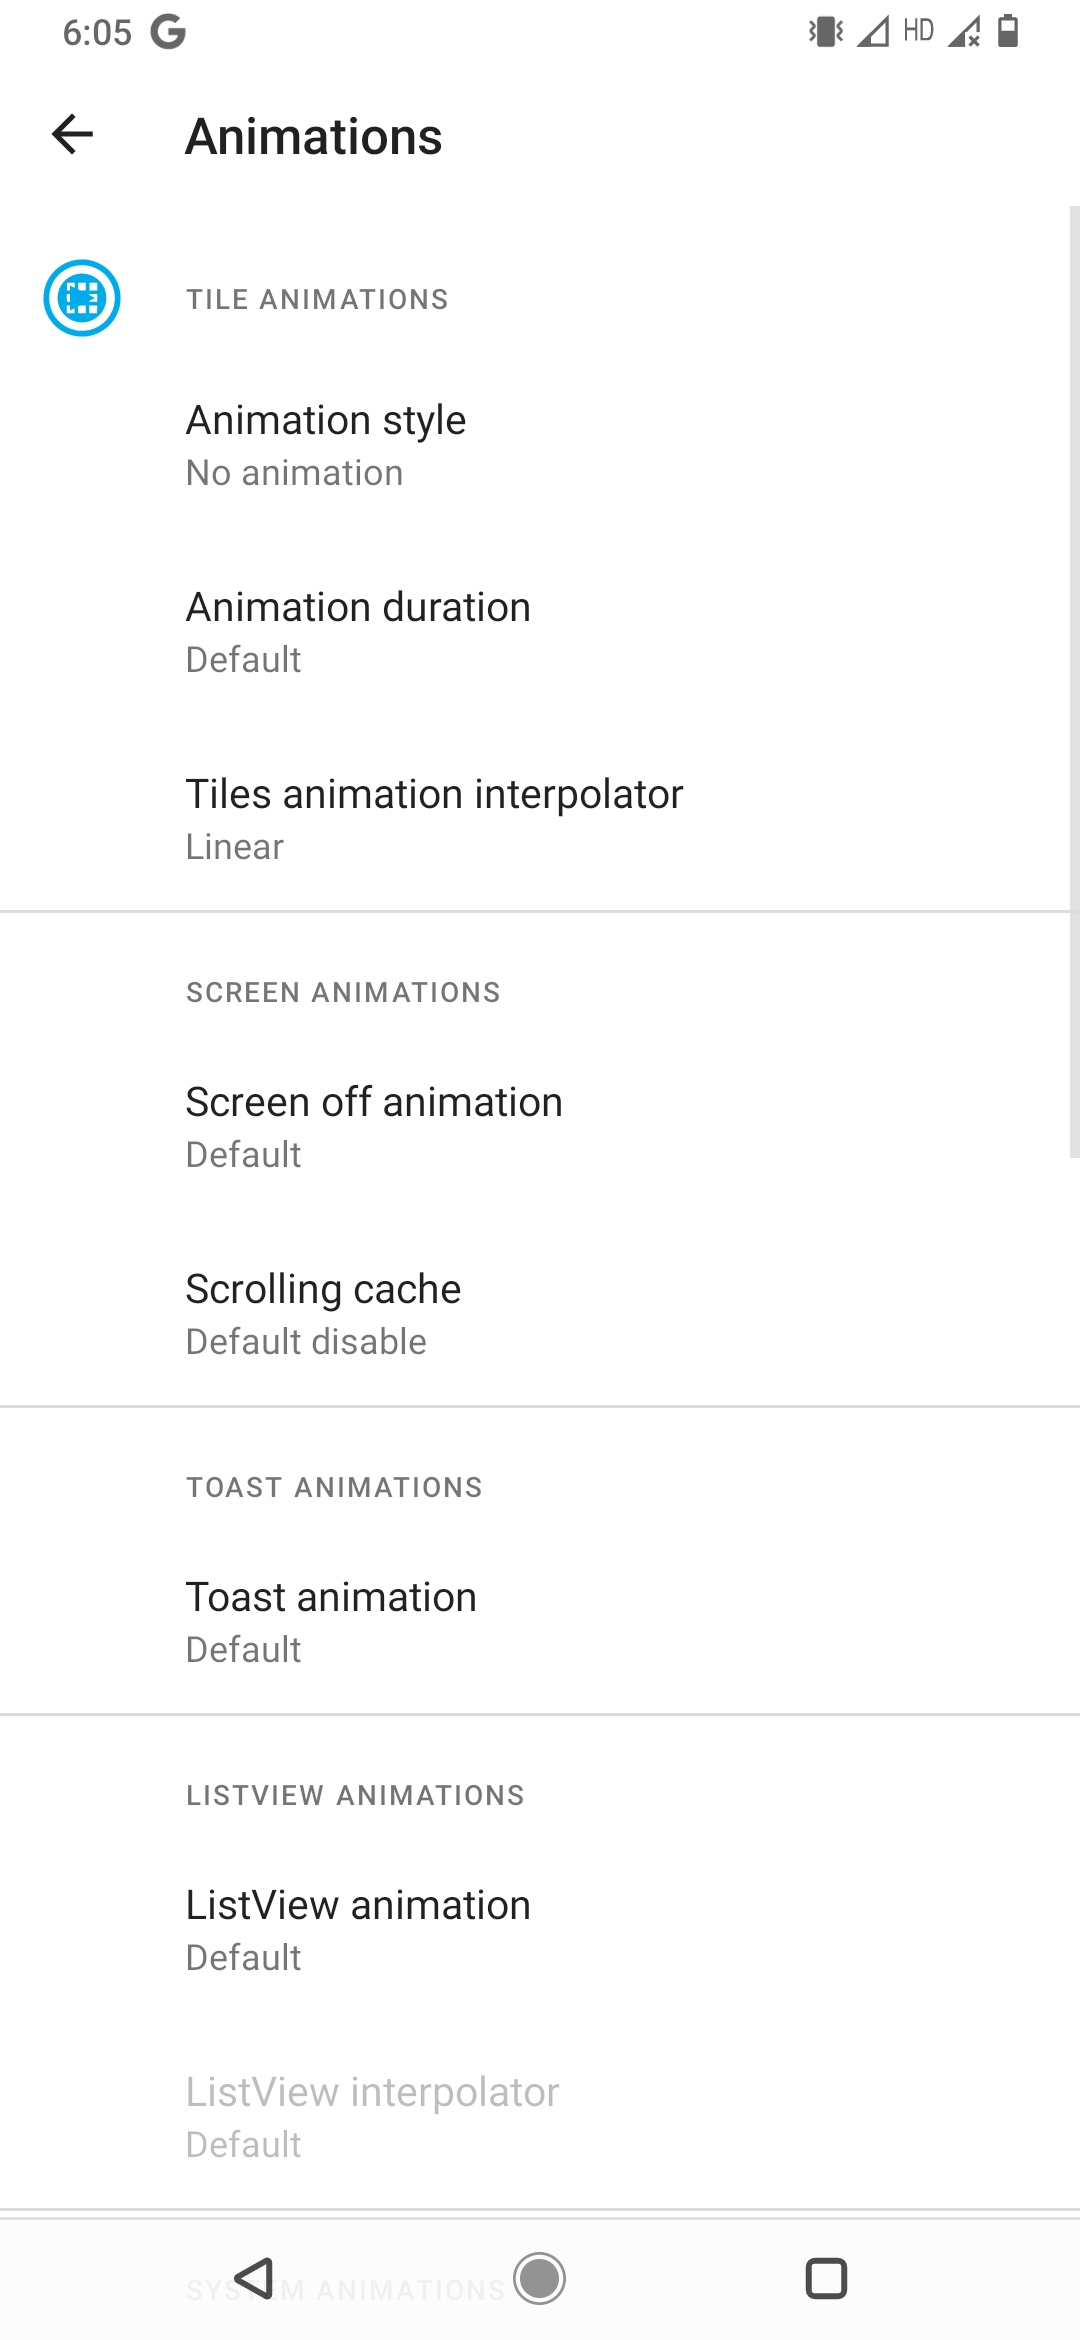 6:05 G HD
Animations
TILE ANIMATIONS
Animation style
No animation
Animation duration
Default
Tiles animation interpolator
Linear
SCREEN ANIMATIONS
Screen off animation
Default
Scrolling cache
Default disable
TOAST ANIMATIONS
Toast animation
Default
LISTVIEW ANIMATIONS
ListView animation
Default
ListView interpolator
Default
SYSTEM ANIMATIONS